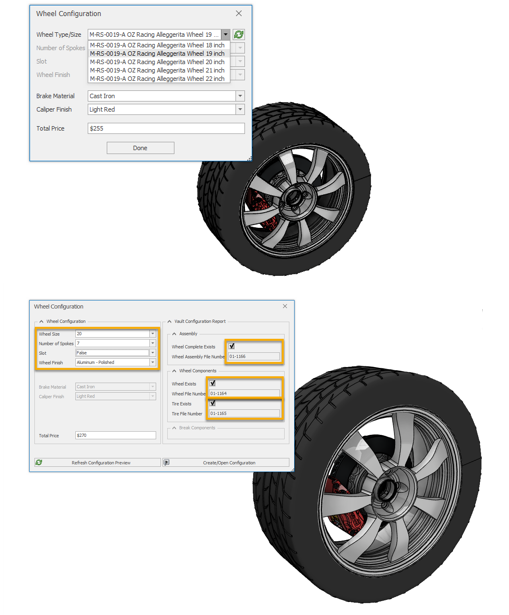 Wheel Configuration
Wheel Type/Size M-RS-0019-A OZ Racing Alleggerita Wheel 19 ...
Number of Spokes M-RS-0019-A OZ Racing Alleggerita Wheel 18 inch
M-RS-0019-A OZ Racing Alleggerita Wheel 19 inch
Slot M-RS-0019-A OZ Racing Alleggerita Wheel 20 inch
M-RS-0019-A OZ Racing Alleggerita Wheel 21 inch
Wheel Finish M-RS-0019-A OZ Racing Alleggerita Wheel 22 inch
Brake Material Cast Iron
Caliper Finish Light Red
Total Price $255
Done
Wheel Configuration
Wheel Configuration
Wheel Size 20
Number of Spokes 7
Slot False
Wheel Finish Aluminum - Polished
Brake Material Cast Iron
Caliper Finish Light Red
Total Price $270
Refresh Configuration Preview
Vault Configuration Report
Assembly
Wheel Complete Exists
Wheel Assembly File Number 01-1166
Wheel Components
Wheel Exists
Wheel File Number 01-1164
Tire Exists
Tire File Number 01-1165
Break Components
Create/Open Configuration